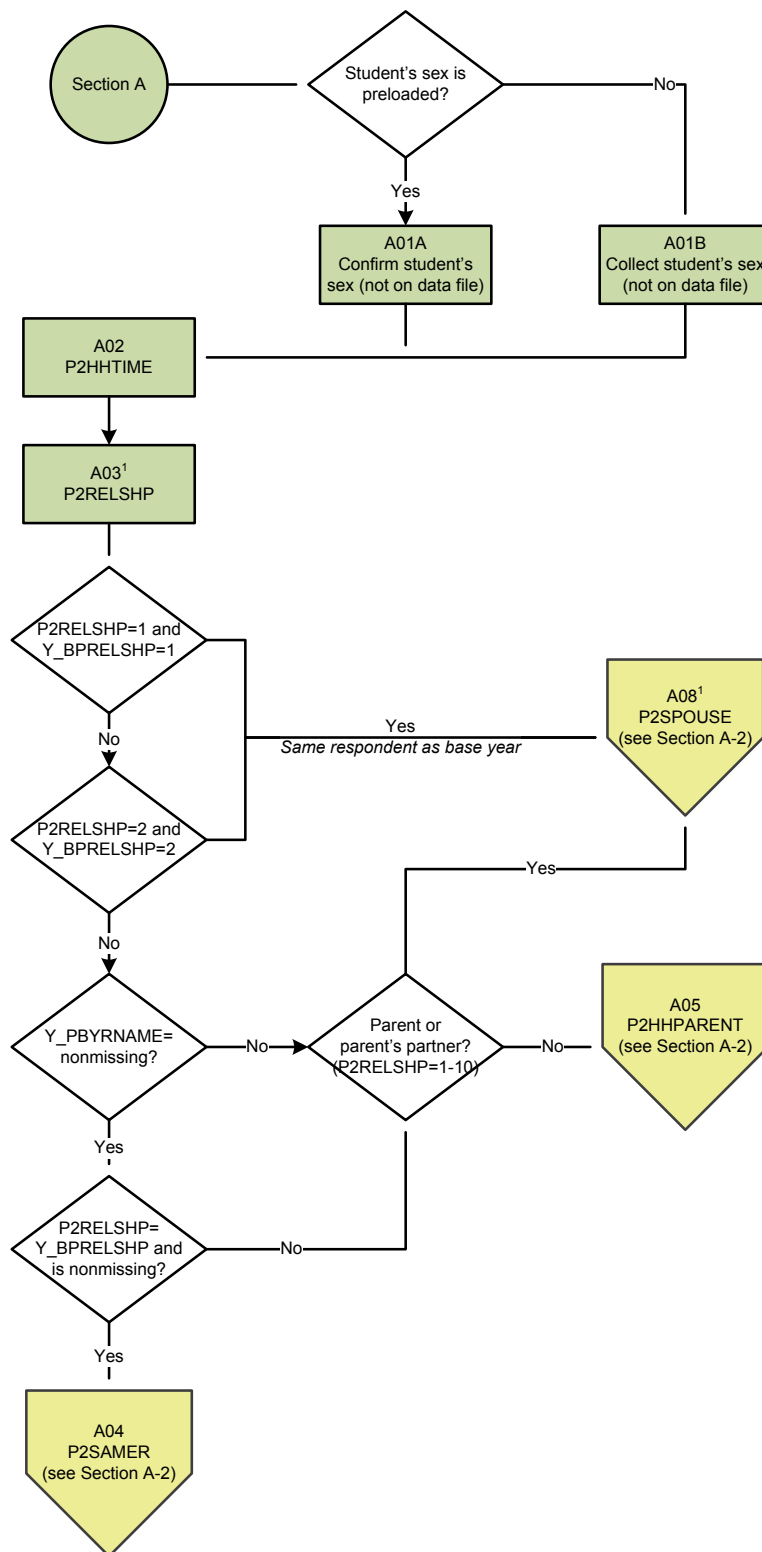 Section A
Student's sex is
preloaded?
No
Yes
A01A
Confirm student's
sex (not on data file)
A01B
Collect student's sex
(not on data file)
A02
P2HHTIME
A03¹
P2RELSHP
P2RELSHP=1 and
Y_BPRELSHP=1
Yes
Same respondent as base year
A08¹
P2SPOUSE
(see Section A-2)
No
P2RELSHP=2 and
Y_BPRELSHP=2
Yes
No
Y_PBYRNAME=
nonmissing?
No
Parent or
parent's partner?
(P2RELSHP=1-10)
No
A05
P2HHPARENT
(see Section A-2)
Yes
P2RELSHP=
Y_BPRELSHP and
is nonmissing?
No
Yes
A04
P2SAMER
(see Section A-2)